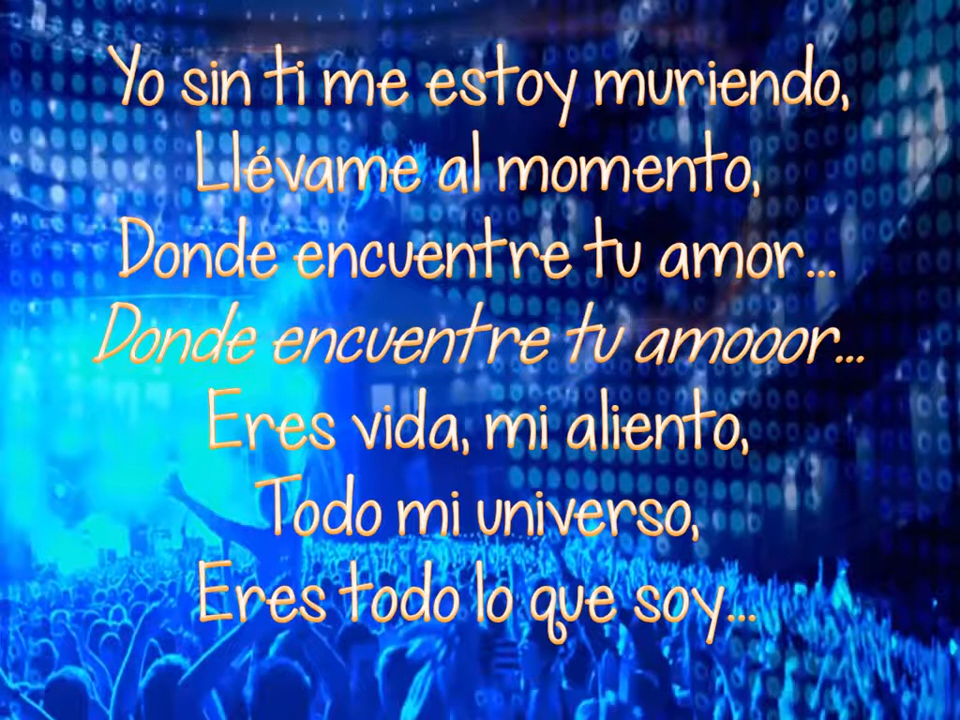 Yo sin ti me estoy muriendo,
Llévame al momento,
Donde encuentre tu amor...
Donde encuentre tu amooor...
Eres vida, mi aliento,
Todo mi universo,
Eres todo lo que soy...